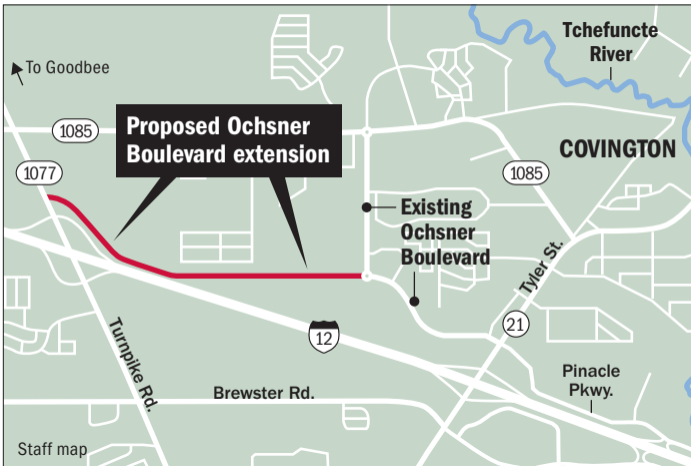 Tchefuncte
River
To Goodbee
1085
Proposed Ochsner
Boulevard extension
COVINGTON
1077
1085
Existing
Ochsner
Boulevard
Tyler St.
21
12
Turnpike Rd.
Pinacle
Pkwy.
Brewster Rd.
Staff map